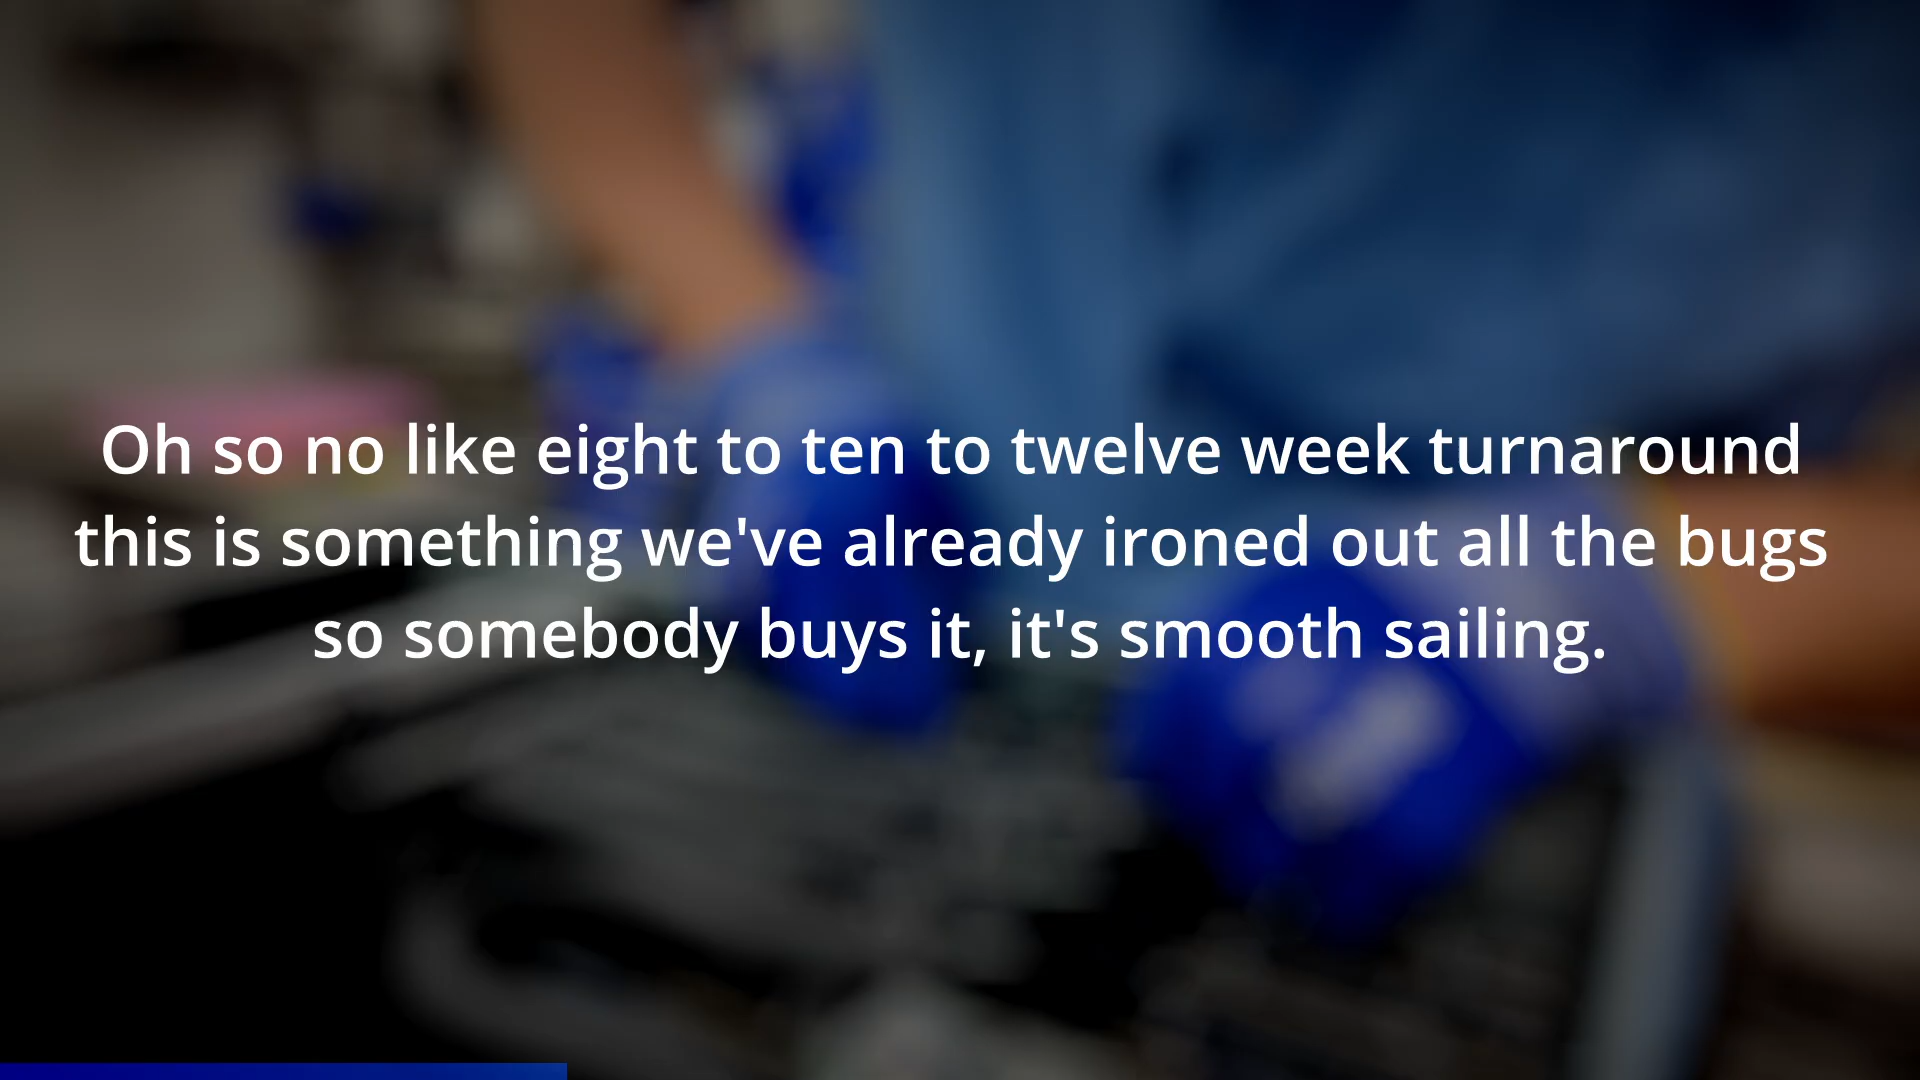 Oh so no like eight to ten to twelve week turnaround
this is something we've already ironed out all the bugs
so somebody buys it, it's smooth sailing.